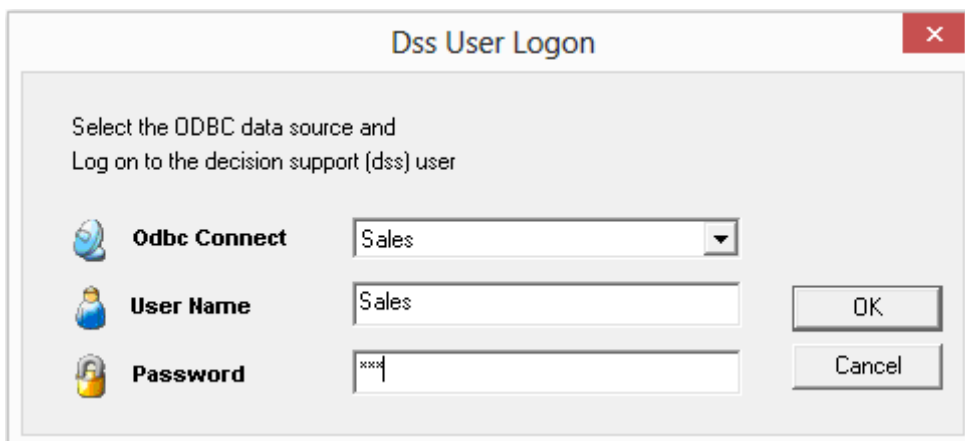 Dss User Logon
Select the ODBC data source and
Log on to the decision support (dss) user
Odbc Connect Sales
User Name Sales
OK
Password ***
Cancel